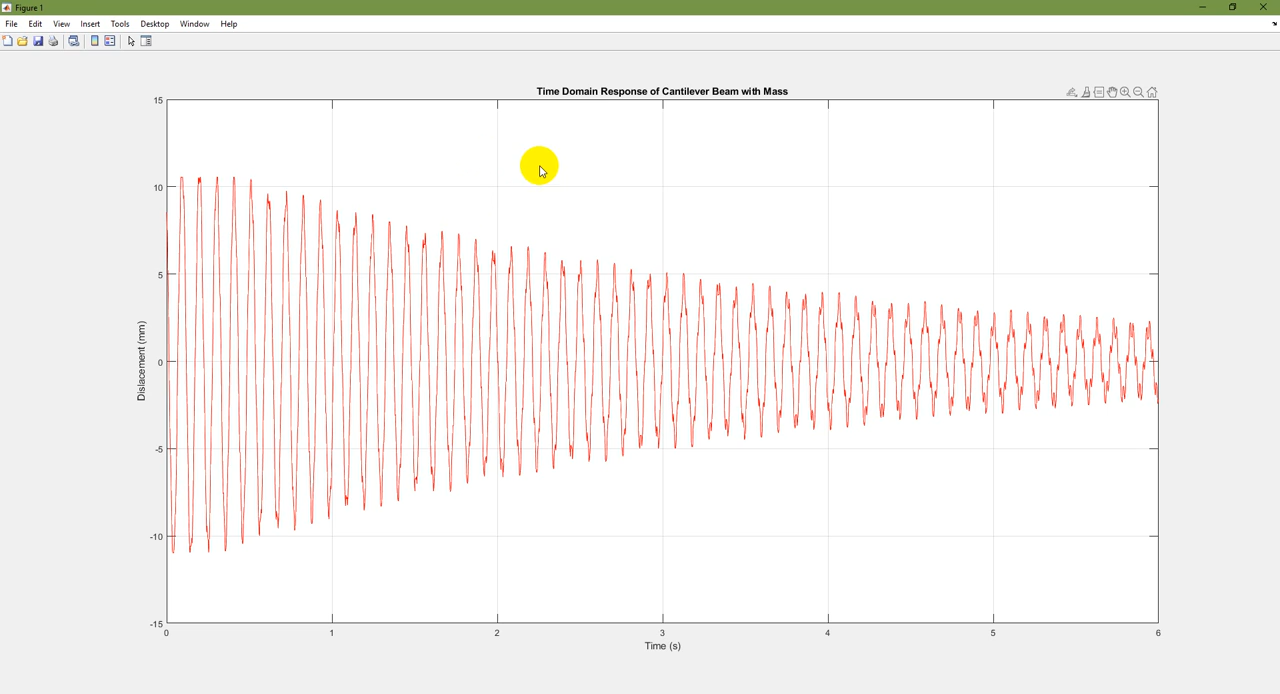 Figure 1
File Edit View Insert Tools Desktop Window Help
Time Domain Response of Cantilever Beam with Mass
15
10
5
0
-5
-10
-15
Dislacement (mm)
0 1 2 3 4 5 6
Time (s)